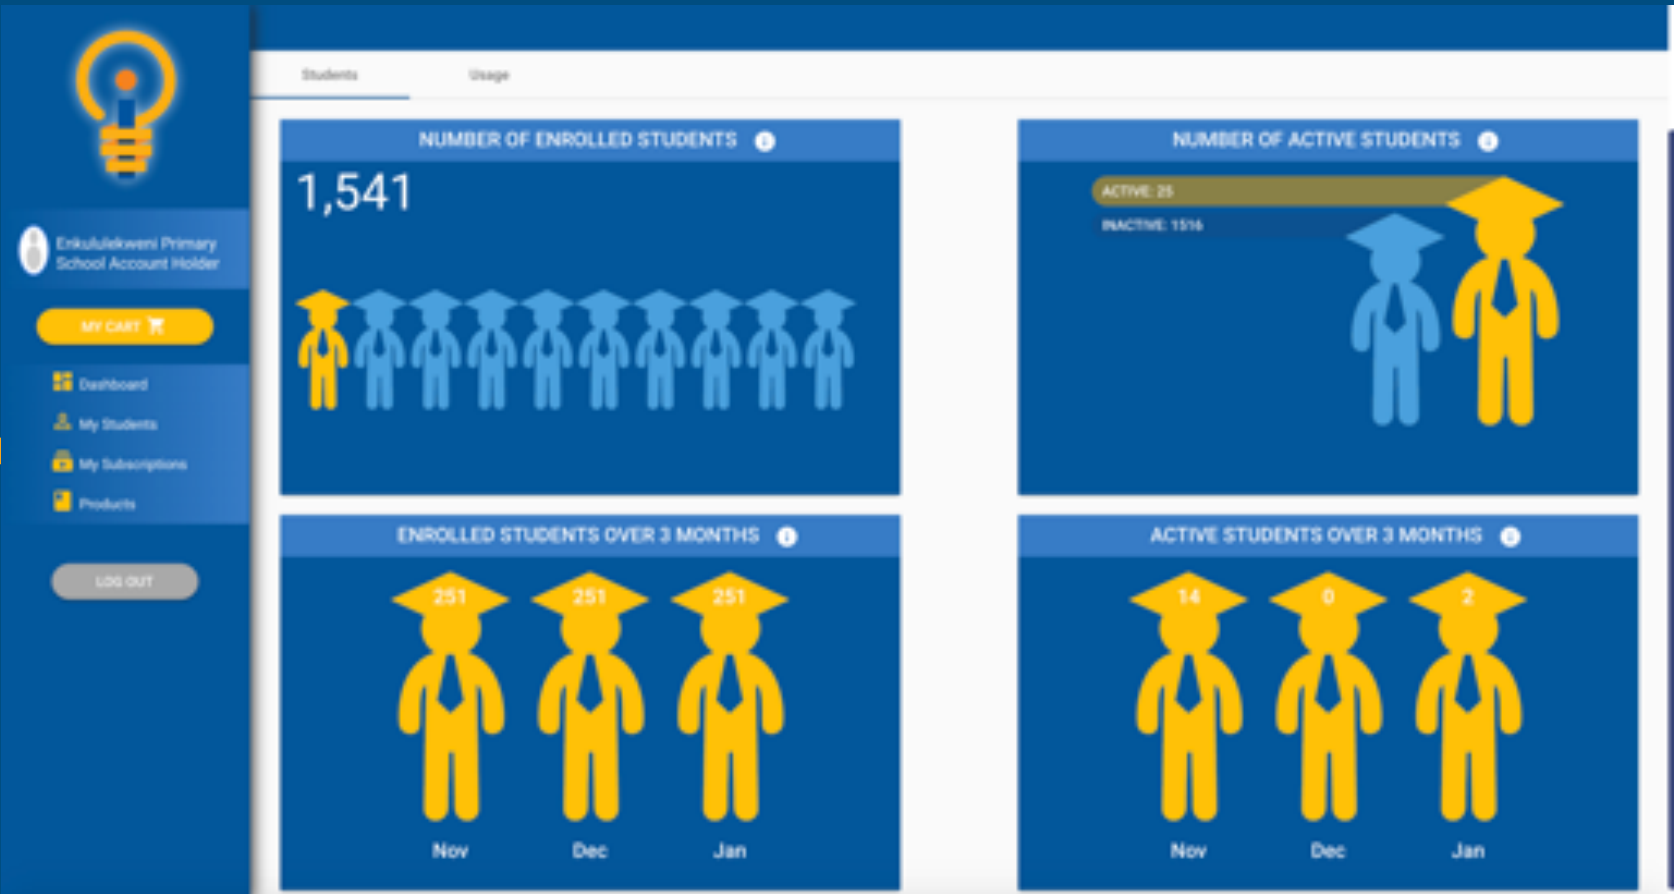 Students
Usage
Enkululekweni Primary
School Account Holder
MY CART
Dashboard
My Students
My Subscriptions
Products
LOG OUT
NUMBER OF ENROLLED STUDENTS
1,541
NUMBER OF ACTIVE STUDENTS
ACTIVE: 25
INACTIVE: 1516
ENROLLED STUDENTS OVER 3 MONTHS
251
251
251
Nov
Dec
Jan
ACTIVE STUDENTS OVER 3 MONTHS
14
0
2
Nov
Dec
Jan